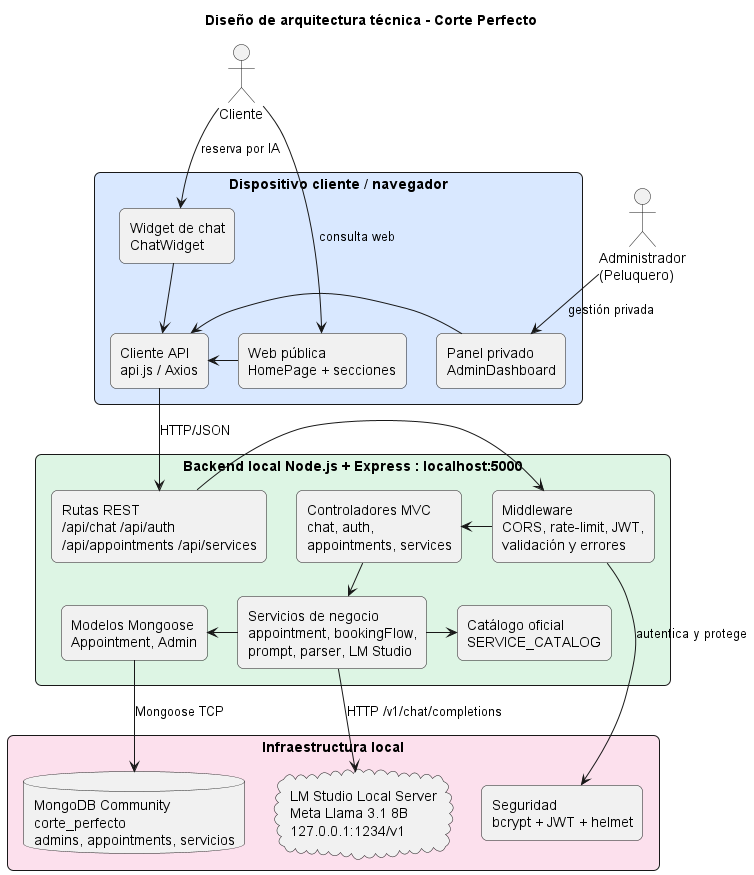 Diseño de arquitectura técnica - Corte Perfecto
Cliente
reserva por IA
Dispositivo cliente / navegador
Widget de chat
ChatWidget
consulta web
Administrador
(Peluquero)
gestión privada
Cliente API
api.js / Axios
Web pública
HomePage + secciones
Panel privado
AdminDashboard
HTTP/JSON
Backend local Node.js + Express : localhost:5000
Rutas REST
/api/chat /api/auth
/api/appointments /api/services
Controladores MVC
chat, auth,
appointments, services
Middleware
CORS, rate-limit, JWT,
validación y errores
Modelos Mongoose
Appointment, Admin
Servicios de negocio
appointment, bookingFlow,
prompt, parser, LM Studio
Catálogo oficial
SERVICE_CATALOG
autentica y protege
Mongoose TCP
HTTP /v1/chat/completions
Infraestructura local
MongoDB Community
corte_perfecto
admins, appointments, servicios
LM Studio Local Server
Meta Llama 3.1 8B
127.0.0.1:1234/v1
Seguridad
bcrypt + JWT + helmet